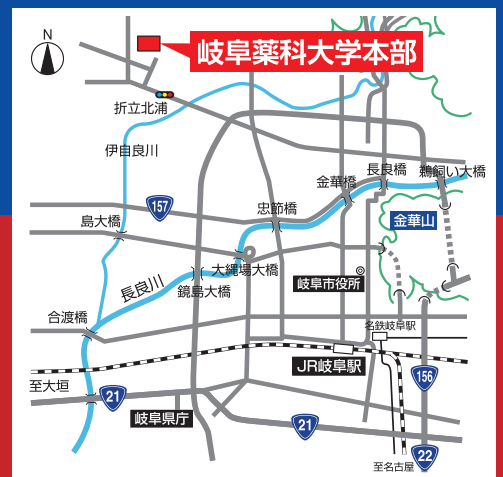 N
岐阜薬科大学本部
折立北浦
伊自良川
長良橋
鵜飼い大橋
金華橋
157
忠節橋
金華山
島大橋
大縄場大橋
長良川
鏡島大橋
岐阜市役所
合渡橋
名鉄岐阜駅
JR岐阜駅
至大垣
156
21
岐阜県庁
21
22
至名古屋